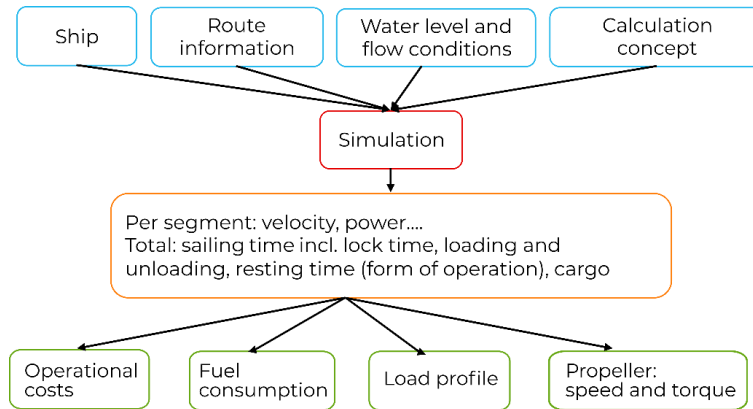 Ship
Route
information
Water level and
flow conditions
Calculation
concept
Simulation
Per segment: velocity, power....
Total: sailing time incl. lock time, loading and
unloading, resting time (form of operation), cargo
Operational
costs
Fuel
consumption
Load profile
Propeller:
speed and torque